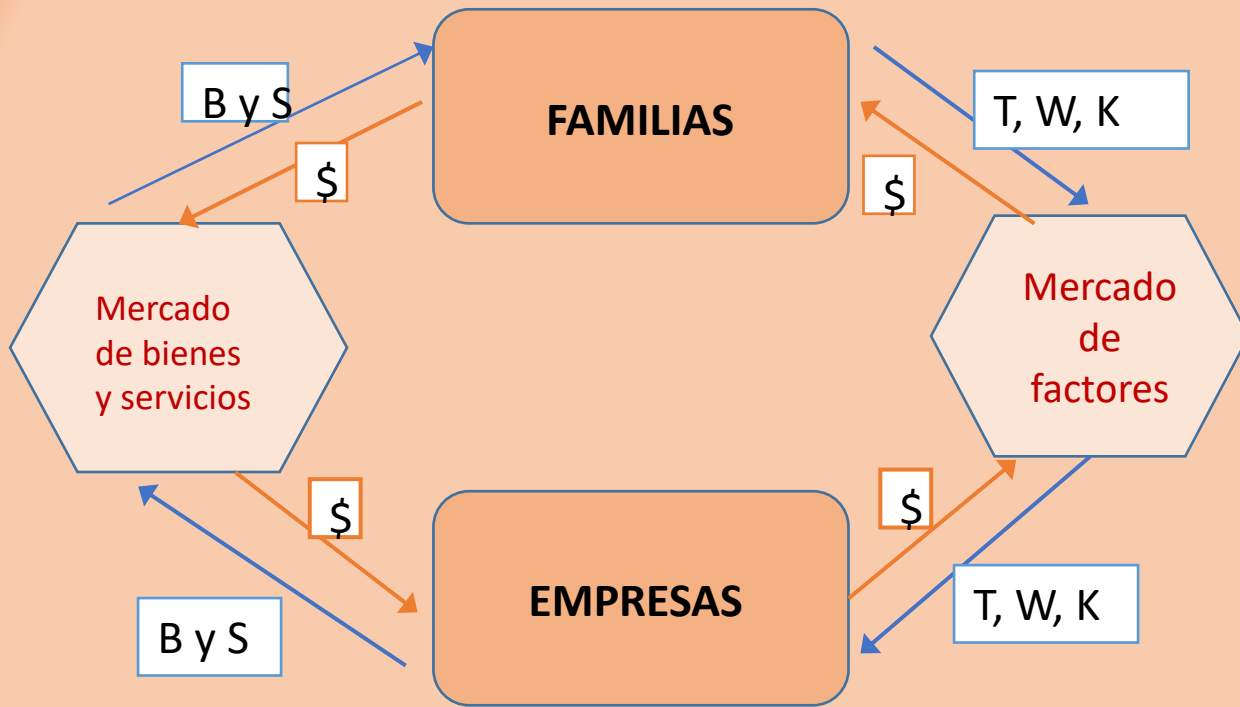 B y S
FAMILIAS
T, W, K
$
$
Mercado
de bienes
y servicios
Mercado
de
factores
$
$
B y S
EMPRESAS
T, W, K